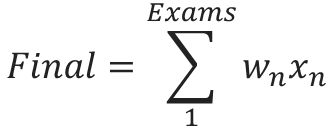 Exams
Final = ∑ wₙxₙ
1